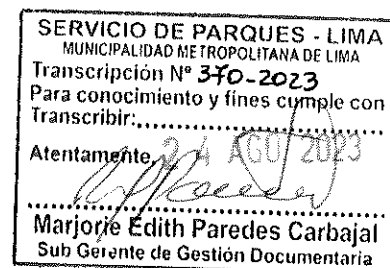 SERVICIO DE PARQUES - LIMA
MUNICIPALIDAD METROPOLITANA DE LIMA
Transcripción Nº 370-2023
Para conocimiento y fines cumple con
Transcribir:....................................
Atentamente, 24 AGO 2023
....................................................
Marjorie Edith Paredes Carbajal
Sub Gerente de Gestión Documentaria